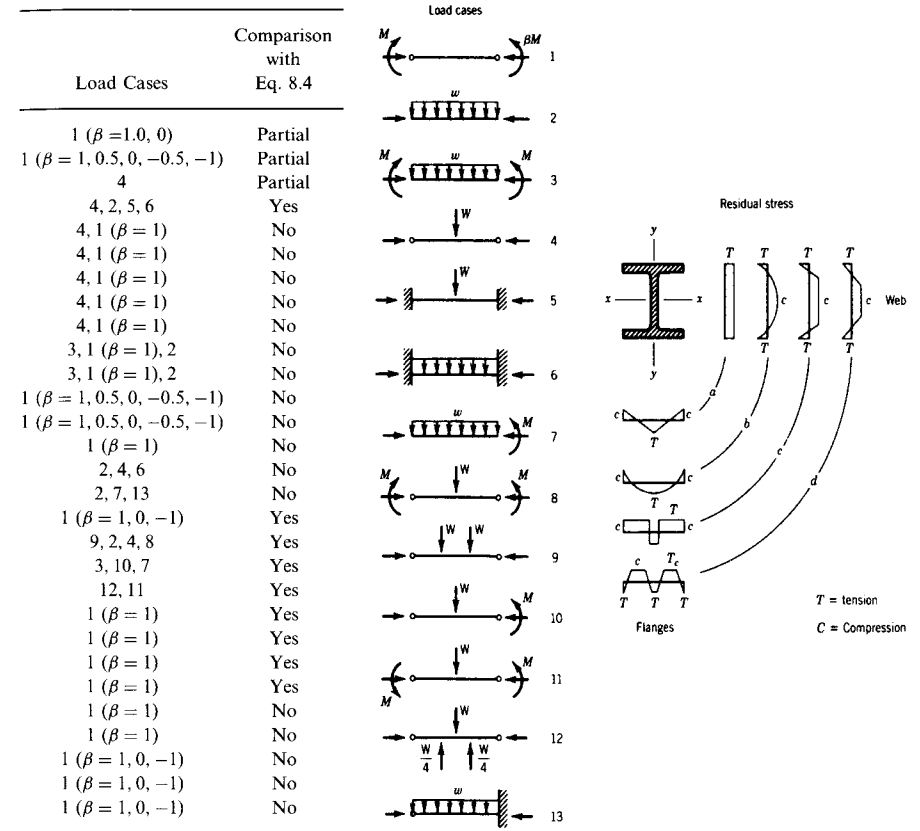 Load Cases
Comparison
with
Eq. 8.4
1 (β =1.0, 0) Partial
1 (β = 1, 0.5, 0, −0.5, −1) Partial
4 Partial
4, 2, 5, 6 Yes
4, 1 (β = 1) No
4, 1 (β = 1) No
4, 1 (β = 1) No
4, 1 (β = 1) No
4, 1 (β = 1) No
3, 1 (β = 1), 2 No
3, 1 (β = 1), 2 No
1 (β = 1, 0.5, 0, −0.5, −1) No
1 (β = 1, 0.5, 0, −0.5, −1) No
1 (β = 1) No
2, 4, 6 No
2, 7, 13 No
1 (β = 1, 0, −1) Yes
9, 2, 4, 8 Yes
3, 10, 7 Yes
12, 11 Yes
1 (β = 1) Yes
1 (β = 1) Yes
1 (β = 1) Yes
1 (β = 1) Yes
1 (β = 1) No
1 (β = 1) No
1 (β = 1, 0, −1) No
1 (β = 1, 0, −1) No
1 (β = 1, 0, −1) No
Load cases
M βM 1
w 2
M w M 3
W 4
W 5
6
w M 7
M W M 8
W W 9
W M 10
M W M 11
W
W/4 W/4 12
w 13
Residual stress
y
T T T T
x x c c c Web
T T T
y
a
c c
T
b
c c
T
c
T
c c
d
c T c
T T T
Flanges
T = tension
C = Compression